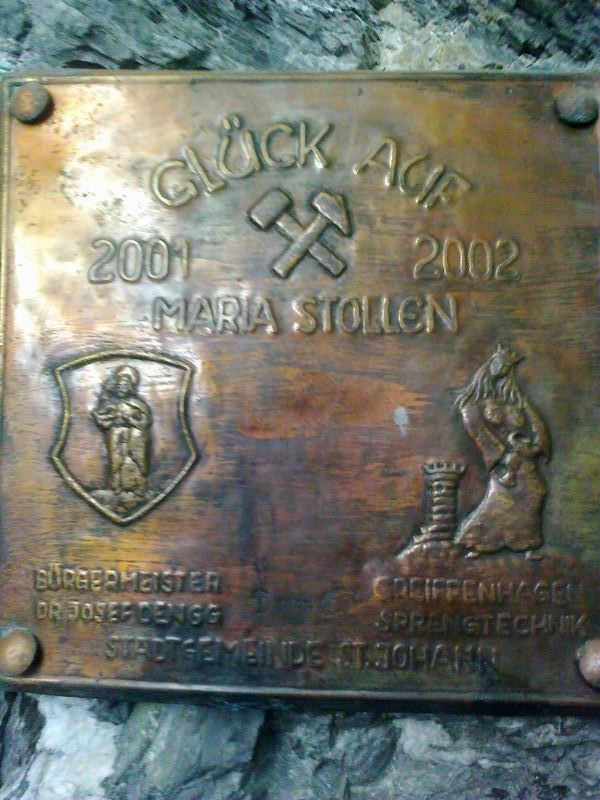 GLÜCK AUF
2001 2002
MARIA STOLLEN
BÜRGERMEISTER
DR. JOSEF DENGG
GREIFFENHAGEN
SPRENGTECHNIK
STADTGEMEINDE ST. JOHANN